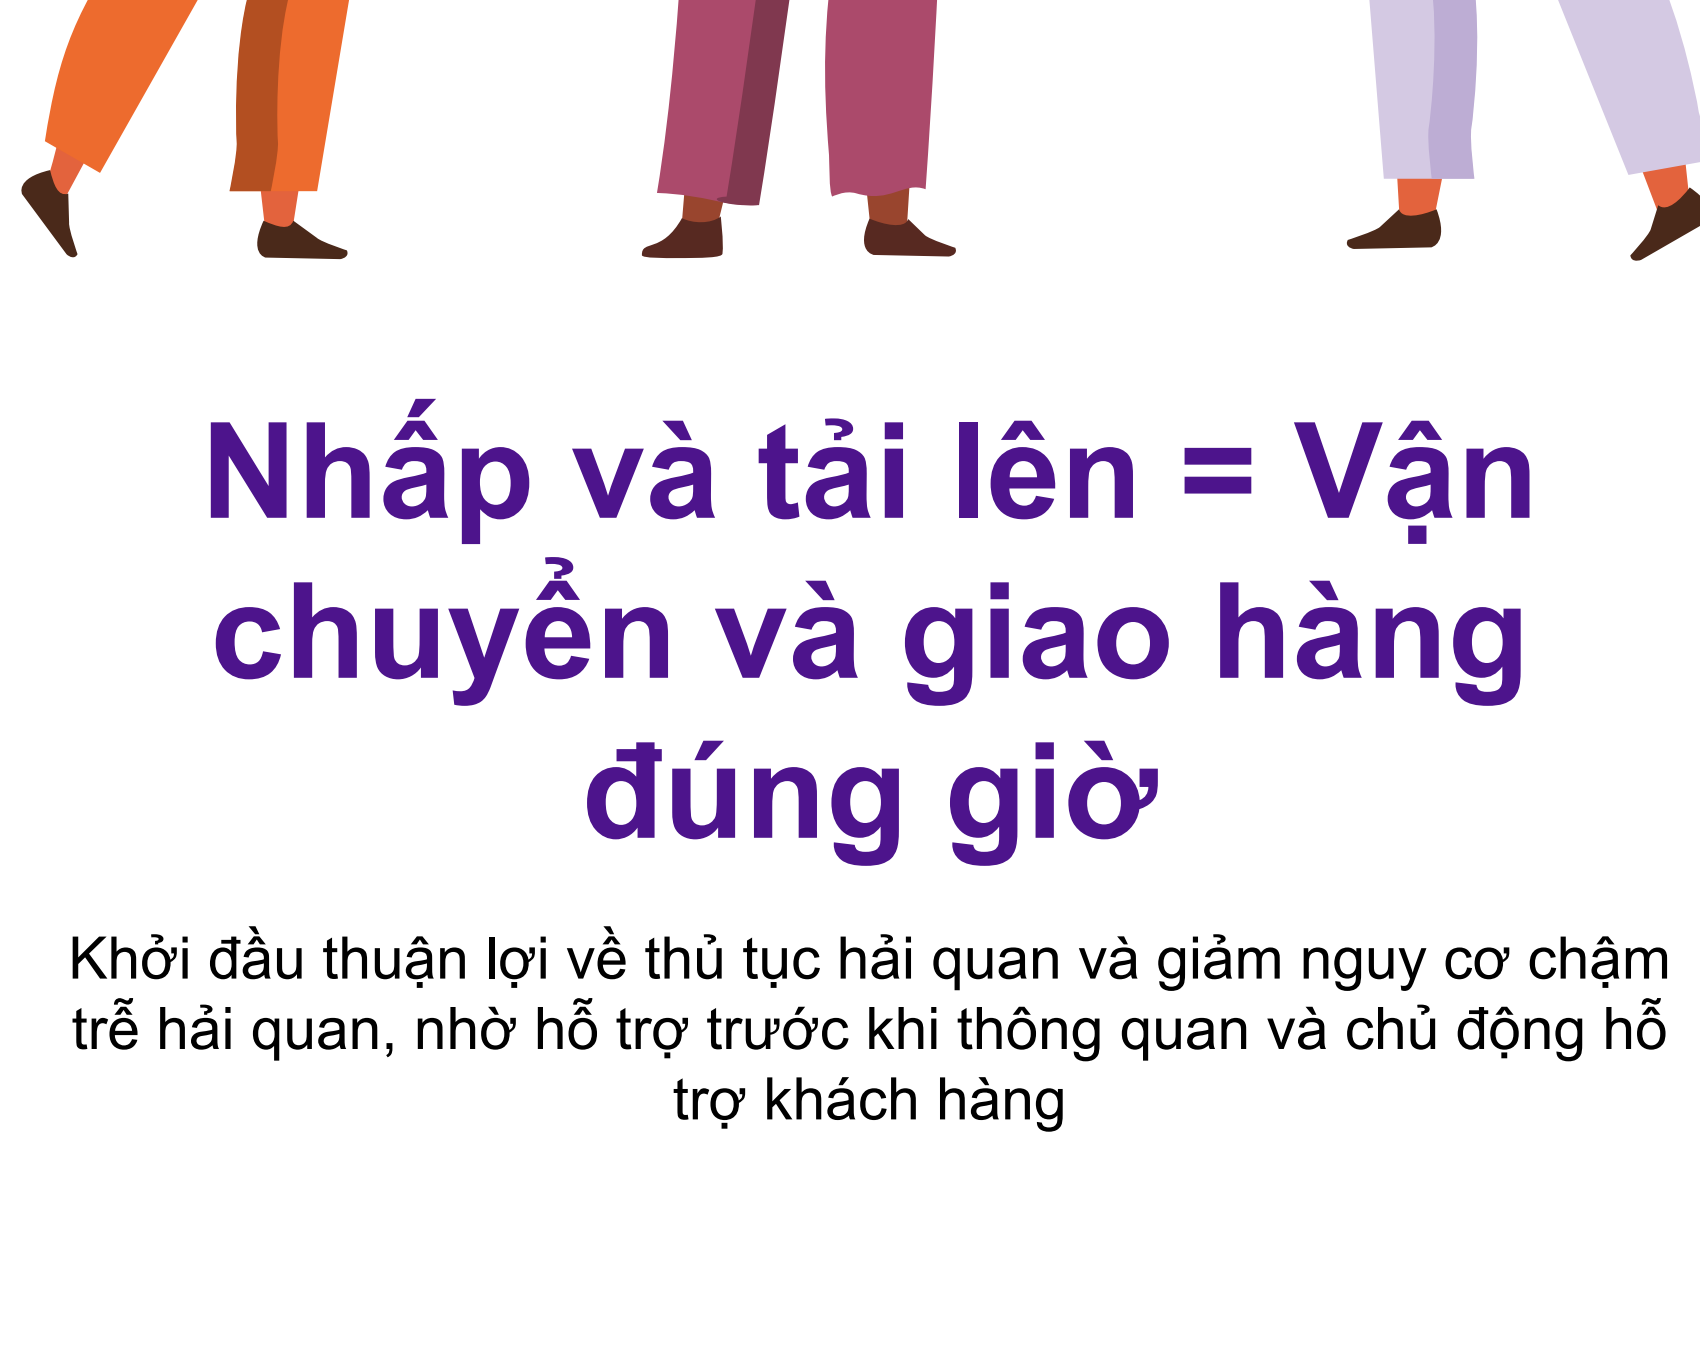 Nhấp và tải lên = Vận
chuyển và giao hàng
đúng giờ
Khởi đầu thuận lợi về thủ tục hải quan và giảm nguy cơ chậm
trễ hải quan, nhờ hỗ trợ trước khi thông quan và chủ động hỗ
trợ khách hàng